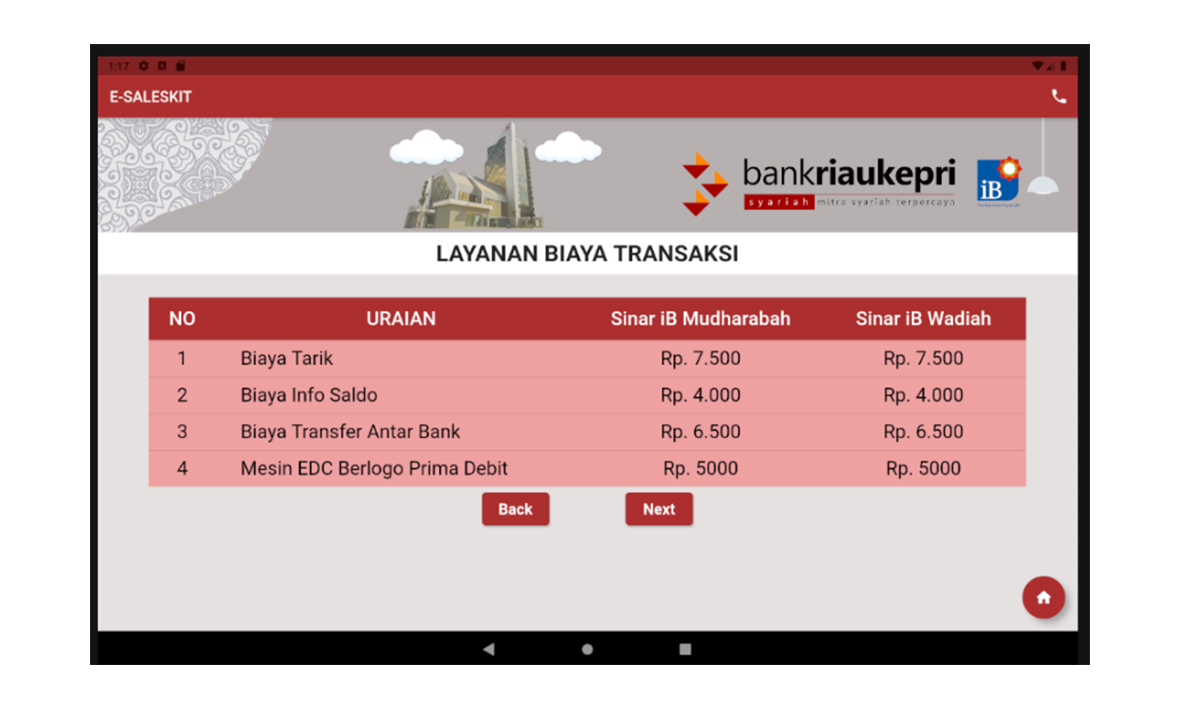 1:17
E-SALESKIT
bankriaukepri
syariah mitra syariah terpercaya
iB
LAYANAN BIAYA TRANSAKSI
NO URAIAN Sinar iB Mudharabah Sinar iB Wadiah
1 Biaya Tarik Rp. 7.500 Rp. 7.500
2 Biaya Info Saldo Rp. 4.000 Rp. 4.000
3 Biaya Transfer Antar Bank Rp. 6.500 Rp. 6.500
4 Mesin EDC Berlogo Prima Debit Rp. 5000 Rp. 5000
Back Next